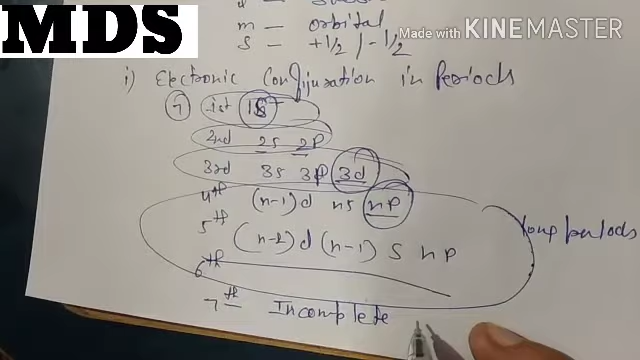 MDS
Made with KINEMASTER
m — orbital
s — +1/2 / -1/2
i) Electronic Configuration in Periods
7 1st 1s
2nd 2s 2p
3rd 3s 3p 3d
4th (n-1)d ns np
5th
(n-2)d (n-1) s np
long periods
6th
7th Incomplete